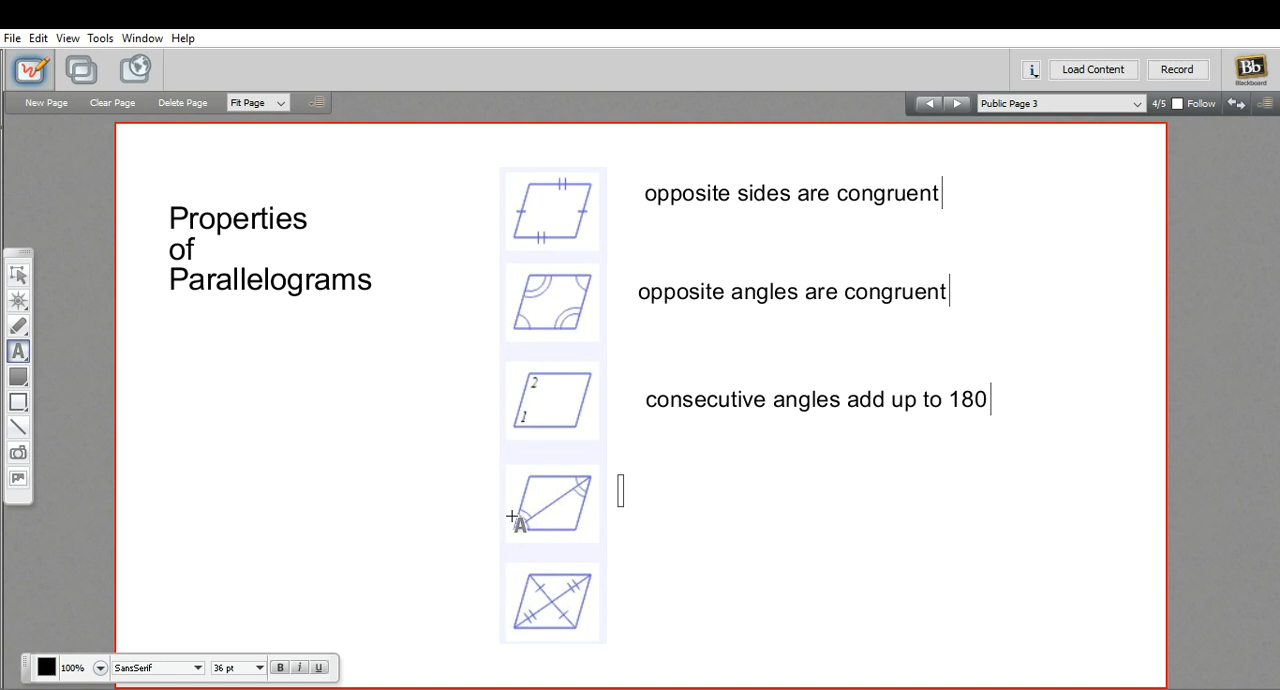 File Edit View Tools Window Help
i Load Content Record Bb
Blackboard
New Page Clear Page Delete Page Fit Page Public Page 3 4/5 Follow
Properties
of
Parallelograms
opposite sides are congruent
opposite angles are congruent
2
1
consecutive angles add up to 180
A
A
100% SansSerif 36 pt B i U